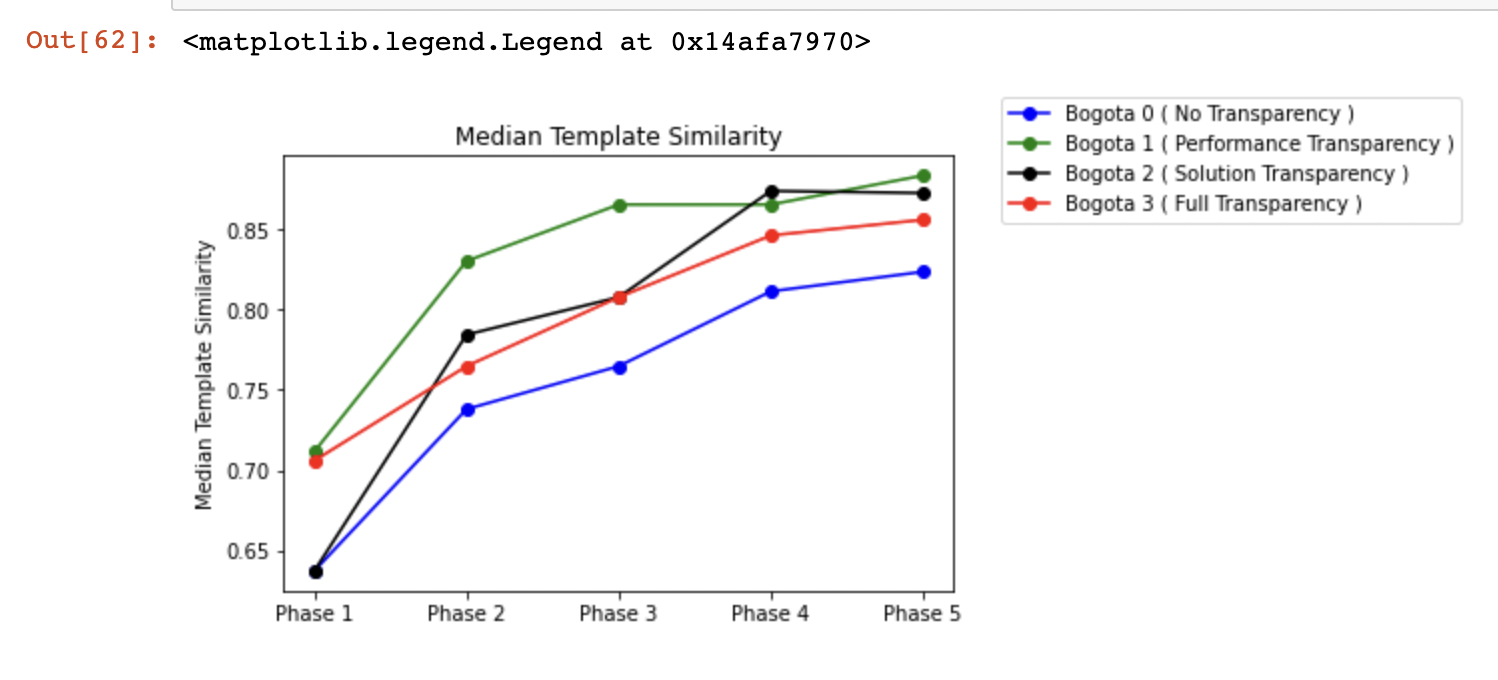 Out[62]: <matplotlib.legend.Legend at 0x14afa7970>
Bogota 0 ( No Transparency )
Bogota 1 ( Performance Transparency )
Bogota 2 ( Solution Transparency )
Bogota 3 ( Full Transparency )
Median Template Similarity
Median Template Similarity
0.85
0.80
0.75
0.70
0.65
Phase 1 Phase 2 Phase 3 Phase 4 Phase 5